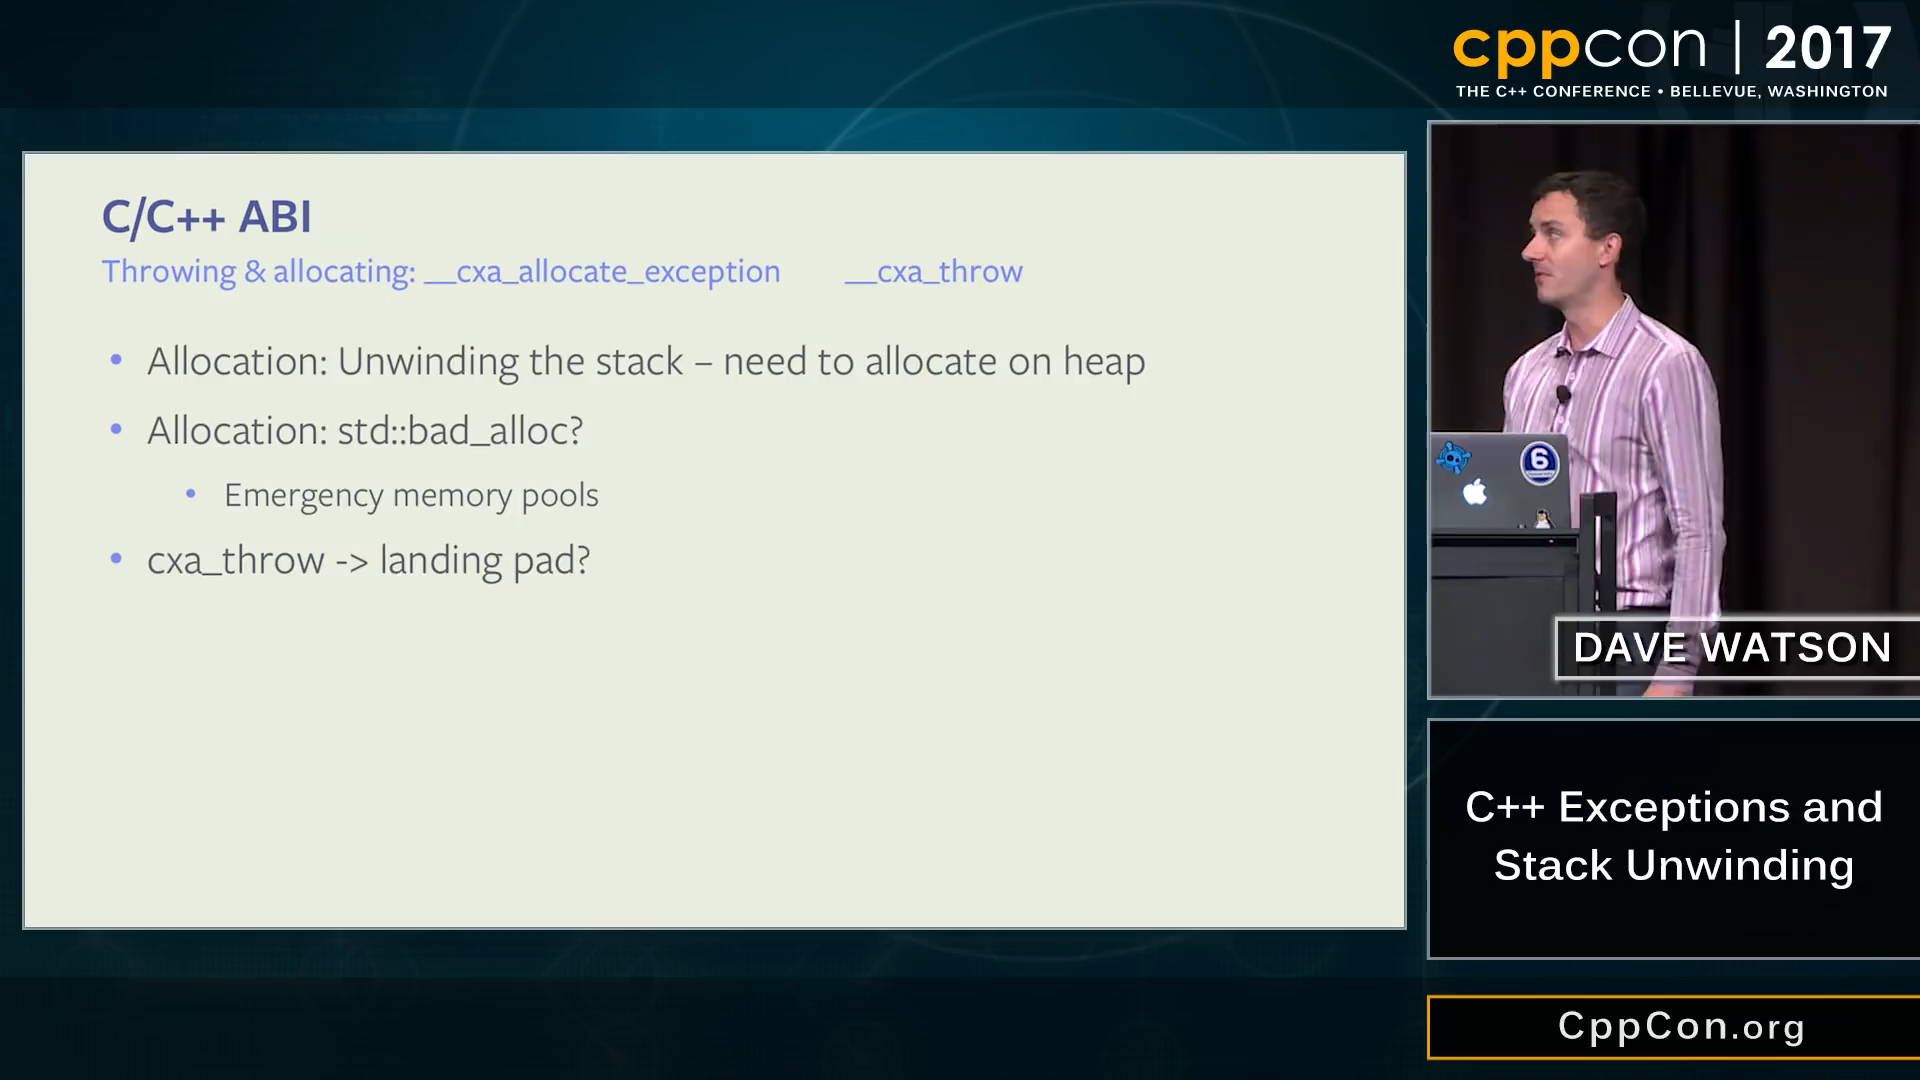 cppcon | 2017
THE C++ CONFERENCE • BELLEVUE, WASHINGTON
C/C++ ABI
Throwing & allocating: __cxa_allocate_exception __cxa_throw
• Allocation: Unwinding the stack – need to allocate on heap
• Allocation: std::bad_alloc?
• Emergency memory pools
• cxa_throw -> landing pad?
6
DAVE WATSON
C++ Exceptions and
Stack Unwinding
CppCon.org